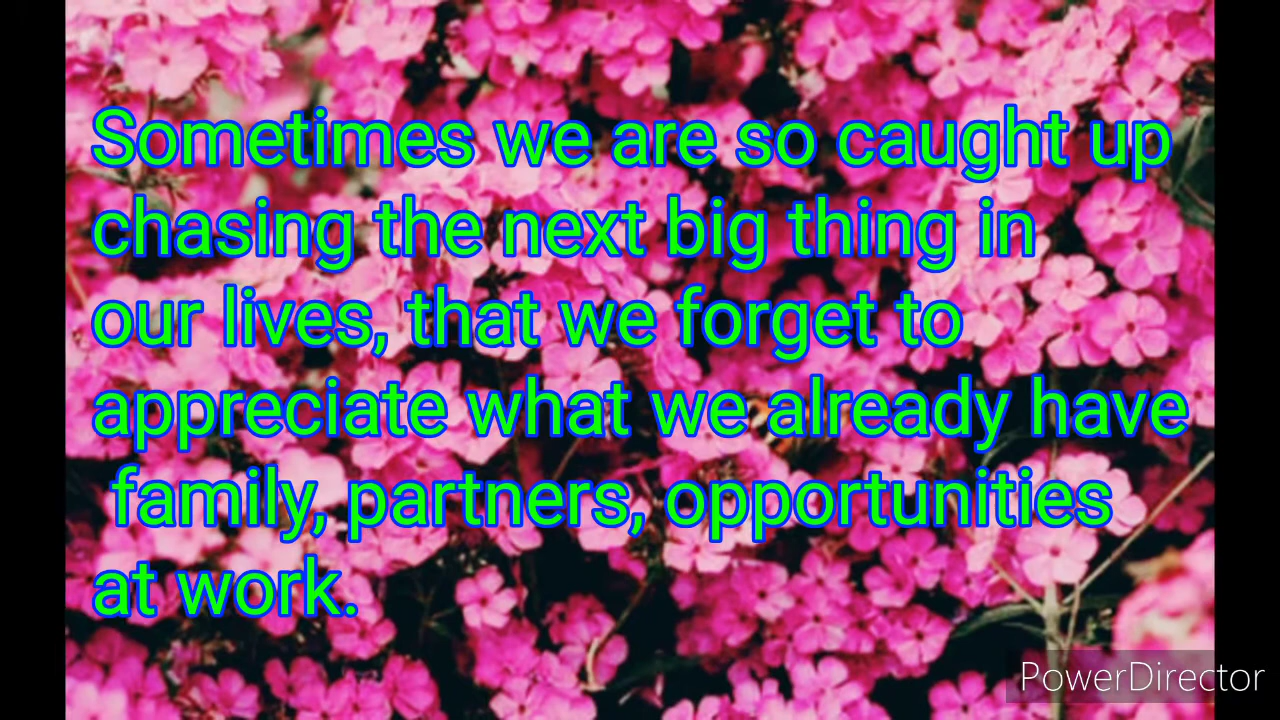 Sometimes we are so caught up
chasing the next big thing in
our lives, that we forget to
appreciate what we already have
family, partners, opportunities
at work.
PowerDirector